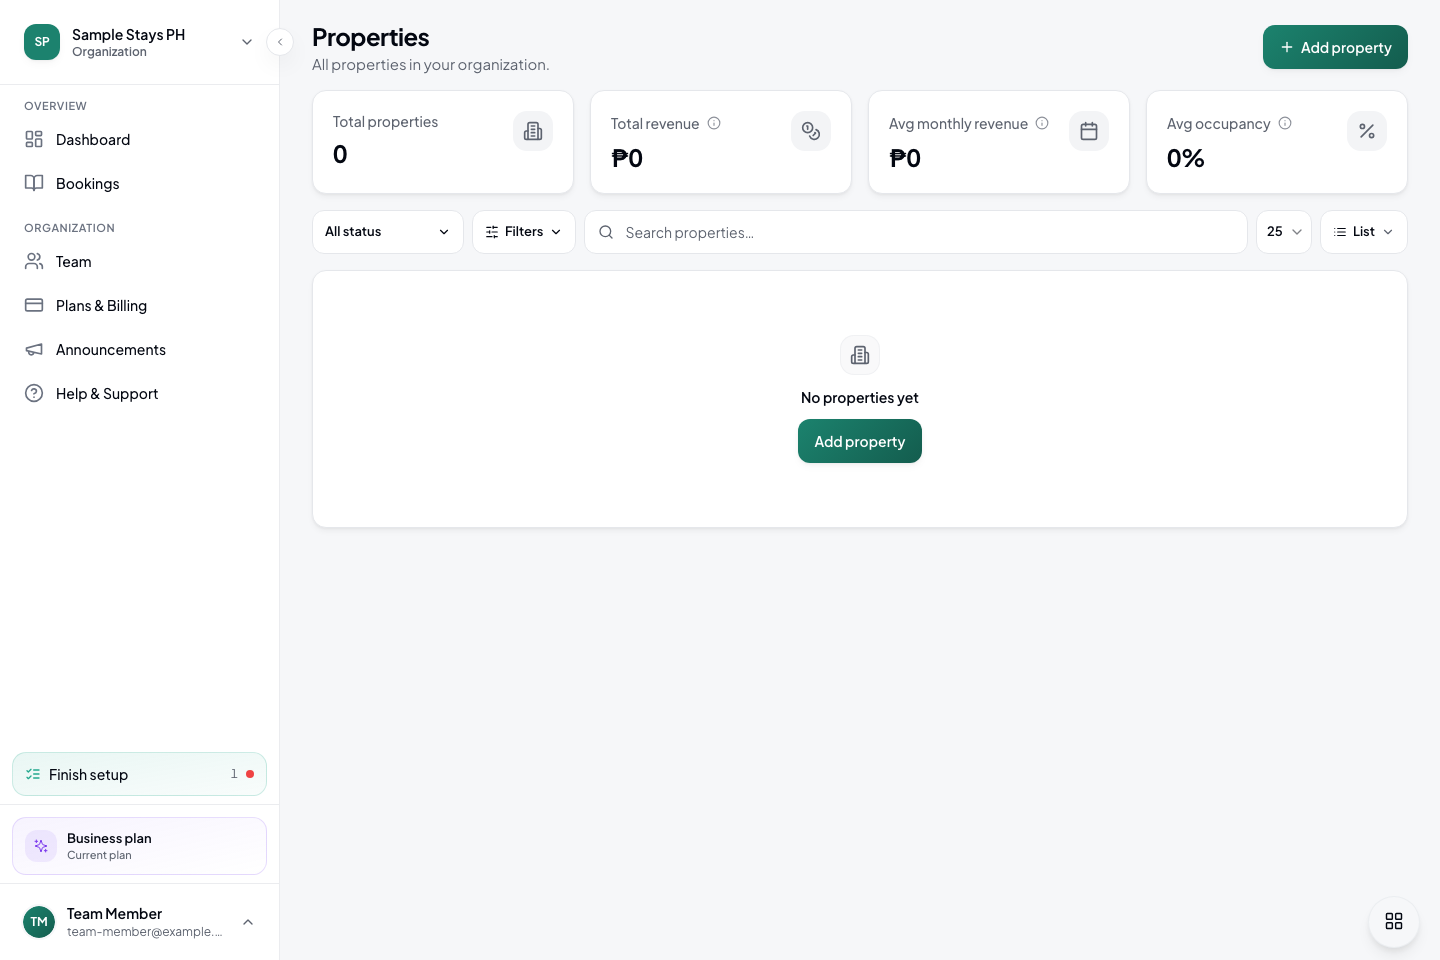 SP
Sample Stays PH
Organization
OVERVIEW
Dashboard
Bookings
ORGANIZATION
Team
Plans & Billing
Announcements
Help & Support
Finish setup
1
Business plan
Current plan
TM
Team Member
team-member@example....
Properties
All properties in your organization.
Add property
Total properties
0
Total revenue
₱0
Avg monthly revenue
₱0
Avg occupancy
0%
All status
Filters
Search properties...
25
List
No properties yet
Add property